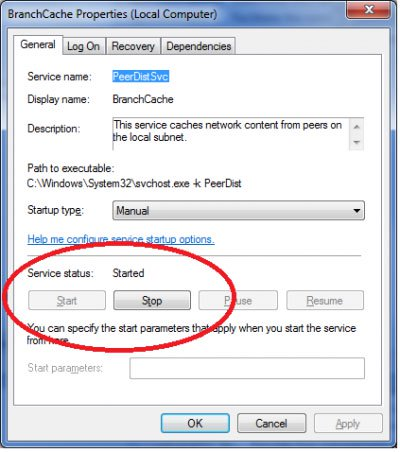 BranchCache Properties (Local Computer)
General Log On Recovery Dependencies
Service name: PeerDistSvc
Display name: BranchCache
Description: This service caches network content from peers on
the local subnet.
Path to executable:
C:\Windows\System32\svchost.exe -k PeerDist
Startup type: Manual
Help me configure service startup options.
Service status: Started
Start Stop Pause Resume
You can specify the start parameters that apply when you start the service
from here.
Start parameters:
OK Cancel Apply